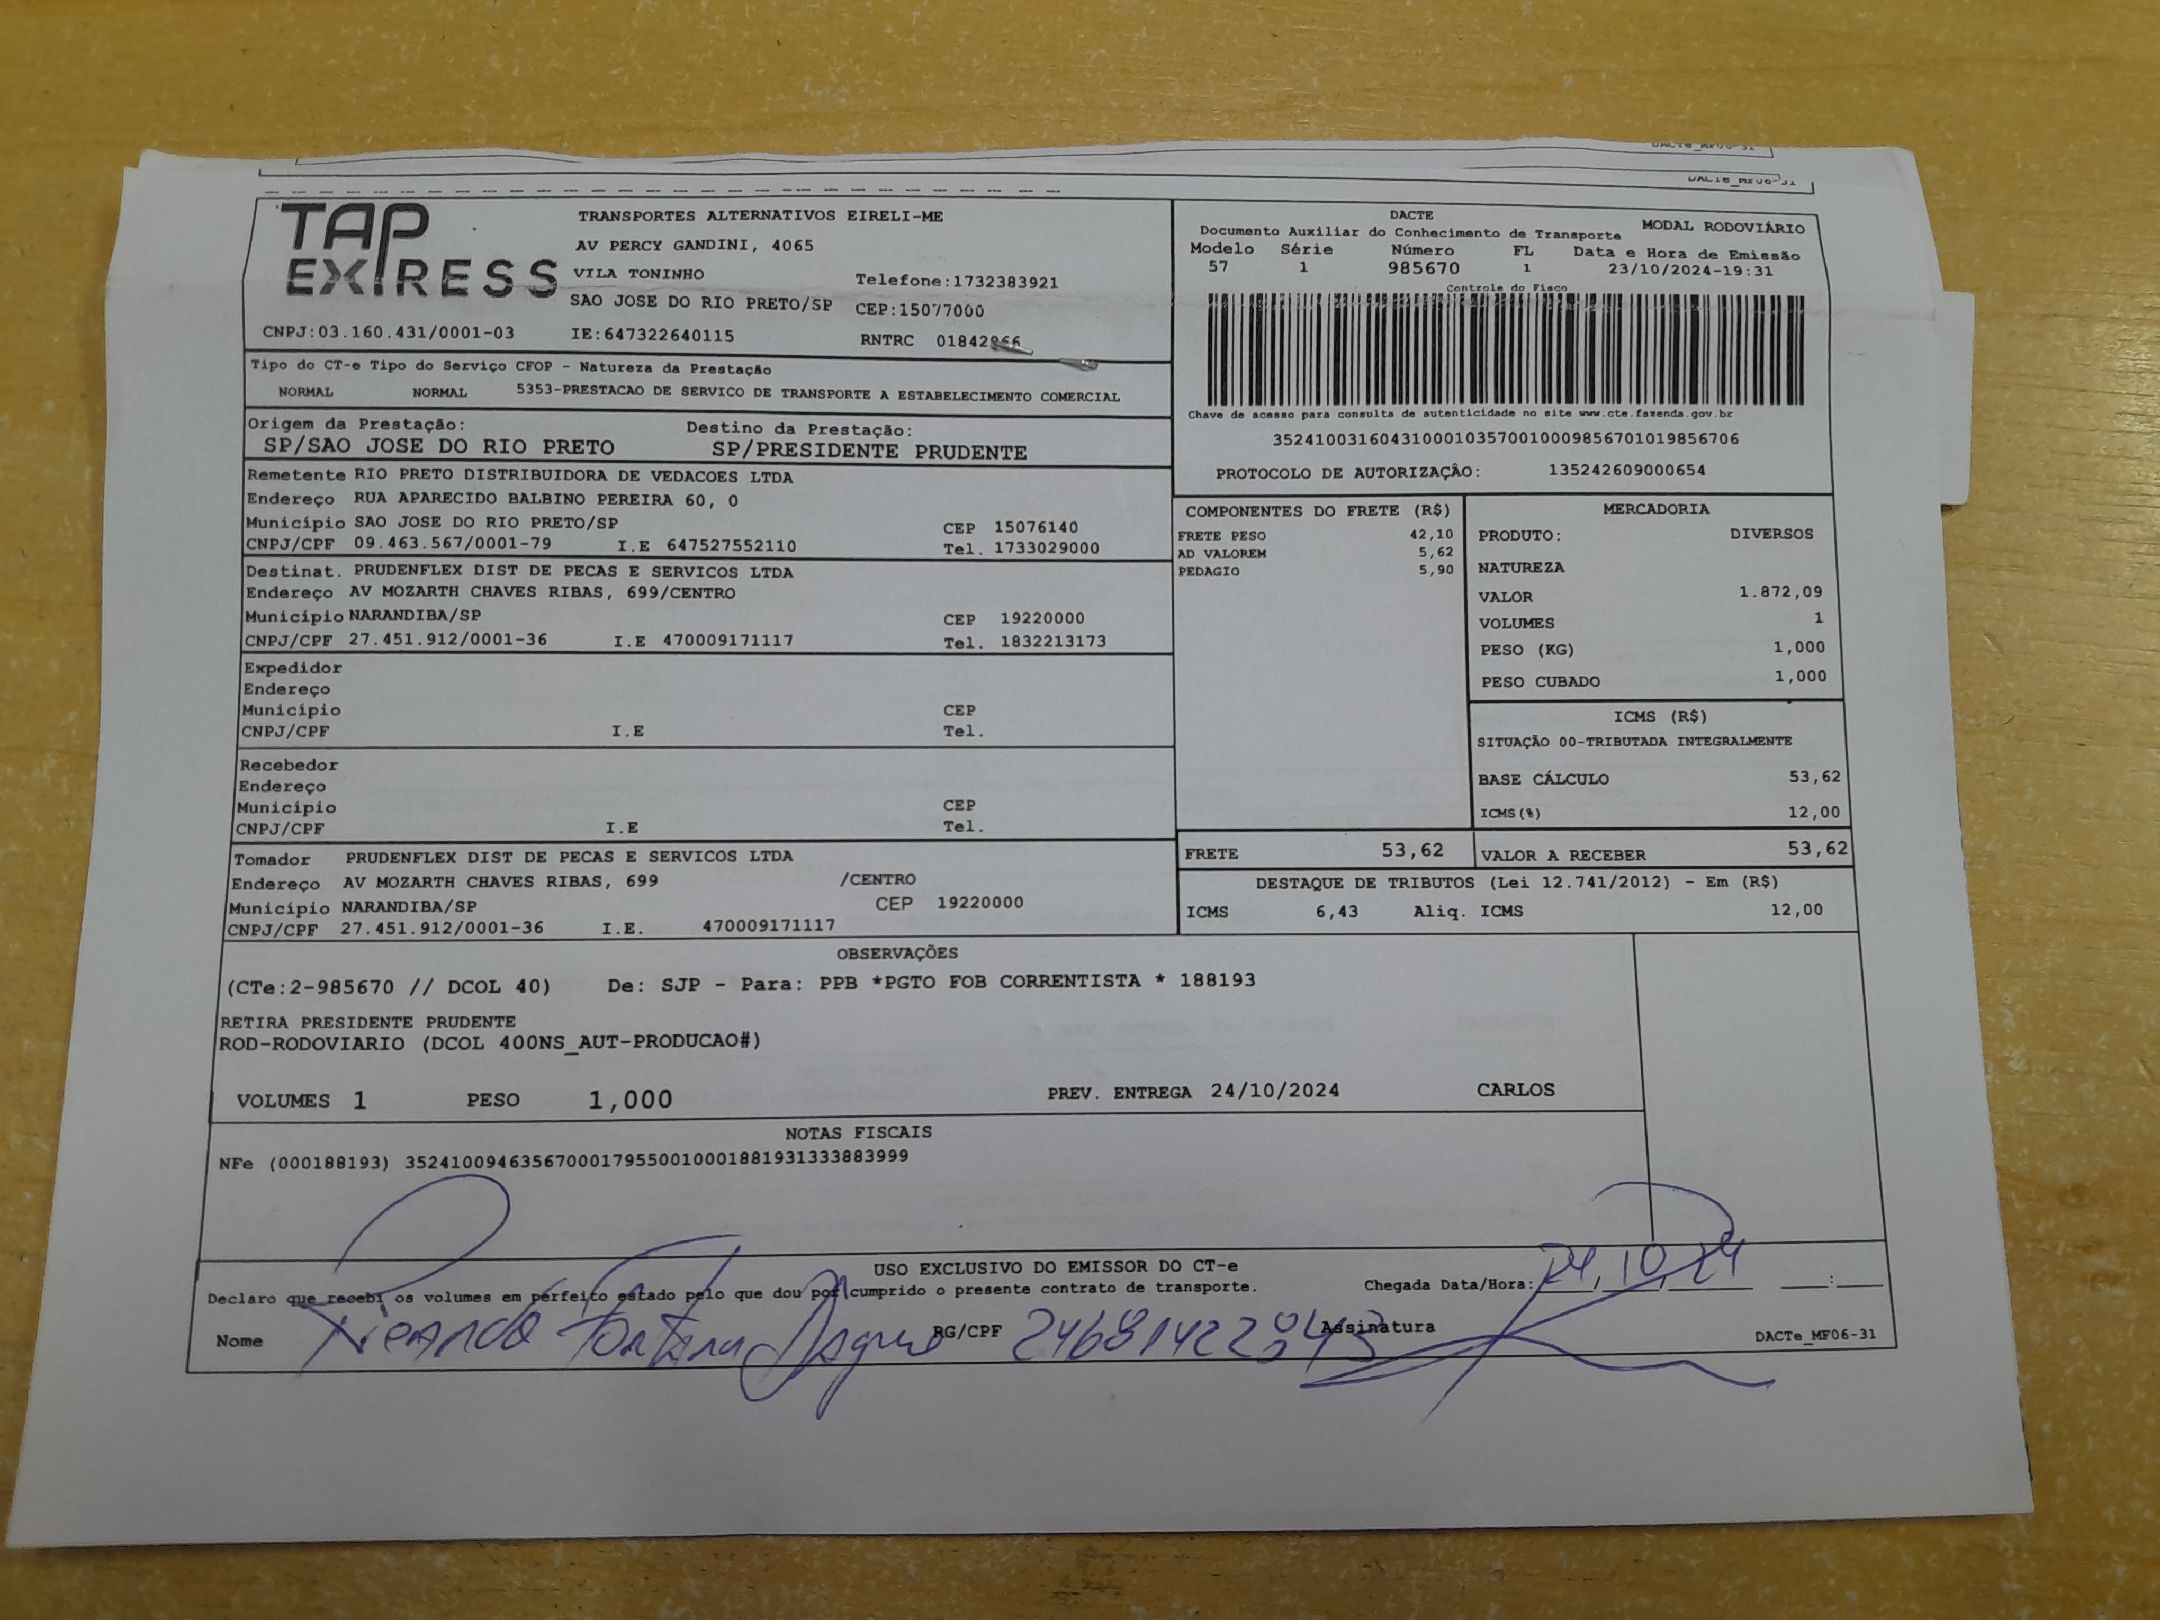 DACTe_MF06-31
DACTe_MF06-31
TAP EXPRESS
TRANSPORTES ALTERNATIVOS EIRELI-ME
AV PERCY GANDINI, 4065
VILA TONINHO
Telefone:1732383921
SAO JOSE DO RIO PRETO/SP CEP:15077000
CNPJ:03.160.431/0001-03 IE:647322640115 RNTRC 01842966
DACTE MODAL RODOVIÁRIO
Documento Auxiliar do Conhecimento de Transporte
Modelo Série Número FL Data e Hora de Emissão
57 1 985670 1 23/10/2024-19:31
Controle do Fisco
Chave de acesso para consulta de autenticidade no site www.cte.fazenda.gov.br
35241003160431000103570010009856701019856706
PROTOCOLO DE AUTORIZAÇÃO: 135242609000654
Tipo do CT-e Tipo do Serviço CFOP - Natureza da Prestação
NORMAL NORMAL 5353-PRESTACAO DE SERVICO DE TRANSPORTE A ESTABELECIMENTO COMERCIAL
Origem da Prestação: Destino da Prestação:
SP/SAO JOSE DO RIO PRETO SP/PRESIDENTE PRUDENTE
Remetente RIO PRETO DISTRIBUIDORA DE VEDACOES LTDA
Endereço RUA APARECIDO BALBINO PEREIRA 60, 0
Município SAO JOSE DO RIO PRETO/SP CEP 15076140
CNPJ/CPF 09.463.567/0001-79 I.E 647527552110 Tel. 1733029000
Destinat. PRUDENFLEX DIST DE PECAS E SERVICOS LTDA
Endereço AV MOZARTH CHAVES RIBAS, 699/CENTRO
Município NARANDIBA/SP CEP 19220000
CNPJ/CPF 27.451.912/0001-36 I.E 470009171117 Tel. 1832213173
Expedidor
Endereço
Município CEP
CNPJ/CPF I.E Tel.
Recebedor
Endereço
Município CEP
CNPJ/CPF I.E Tel.
Tomador PRUDENFLEX DIST DE PECAS E SERVICOS LTDA
Endereço AV MOZARTH CHAVES RIBAS, 699 /CENTRO
Município NARANDIBA/SP CEP 19220000
CNPJ/CPF 27.451.912/0001-36 I.E. 470009171117
COMPONENTES DO FRETE (R$)
FRETE PESO 42,10
AD VALOREM 5,62
PEDAGIO 5,90
MERCADORIA
PRODUTO: DIVERSOS
NATUREZA
VALOR 1.872,09
VOLUMES 1
PESO (KG) 1,000
PESO CUBADO 1,000
ICMS (R$)
SITUAÇÃO 00-TRIBUTADA INTEGRALMENTE
BASE CÁLCULO 53,62
ICMS(%) 12,00
FRETE 53,62 VALOR A RECEBER 53,62
DESTAQUE DE TRIBUTOS (Lei 12.741/2012) - Em (R$)
ICMS 6,43 Aliq. ICMS 12,00
OBSERVAÇÕES
(CTe:2-985670 // DCOL 40) De: SJP - Para: PPB *PGTO FOB CORRENTISTA * 188193
RETIRA PRESIDENTE PRUDENTE
ROD-RODOVIARIO (DCOL 400NS_AUT-PRODUCAO#)
VOLUMES 1 PESO 1,000 PREV. ENTREGA 24/10/2024 CARLOS
NOTAS FISCAIS
NFe (000188193) 35241009463567000179550010001881931333883999
USO EXCLUSIVO DO EMISSOR DO CT-e
Declaro que recebi os volumes em perfeito estado pelo que dou por cumprido o presente contrato de transporte. Chegada Data/Hora: 24,10,24 :
Nome RG/CPF Assinatura DACTe_MF06-31